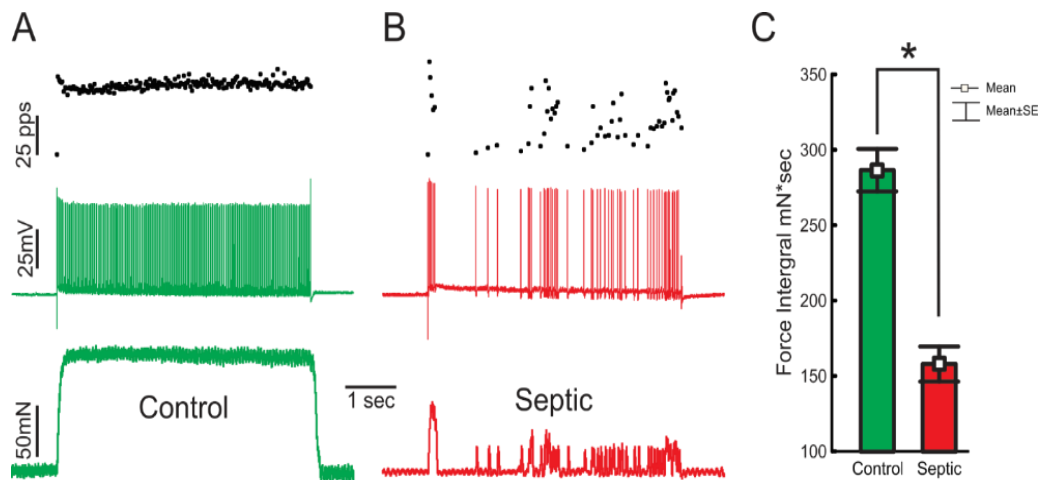 A
25 pps
25mV
50mN
Control
1 sec
B
Septic
C
*
Mean
Mean±SE
Force Intergral mN*sec
350
300
250
200
150
100
Control
Septic